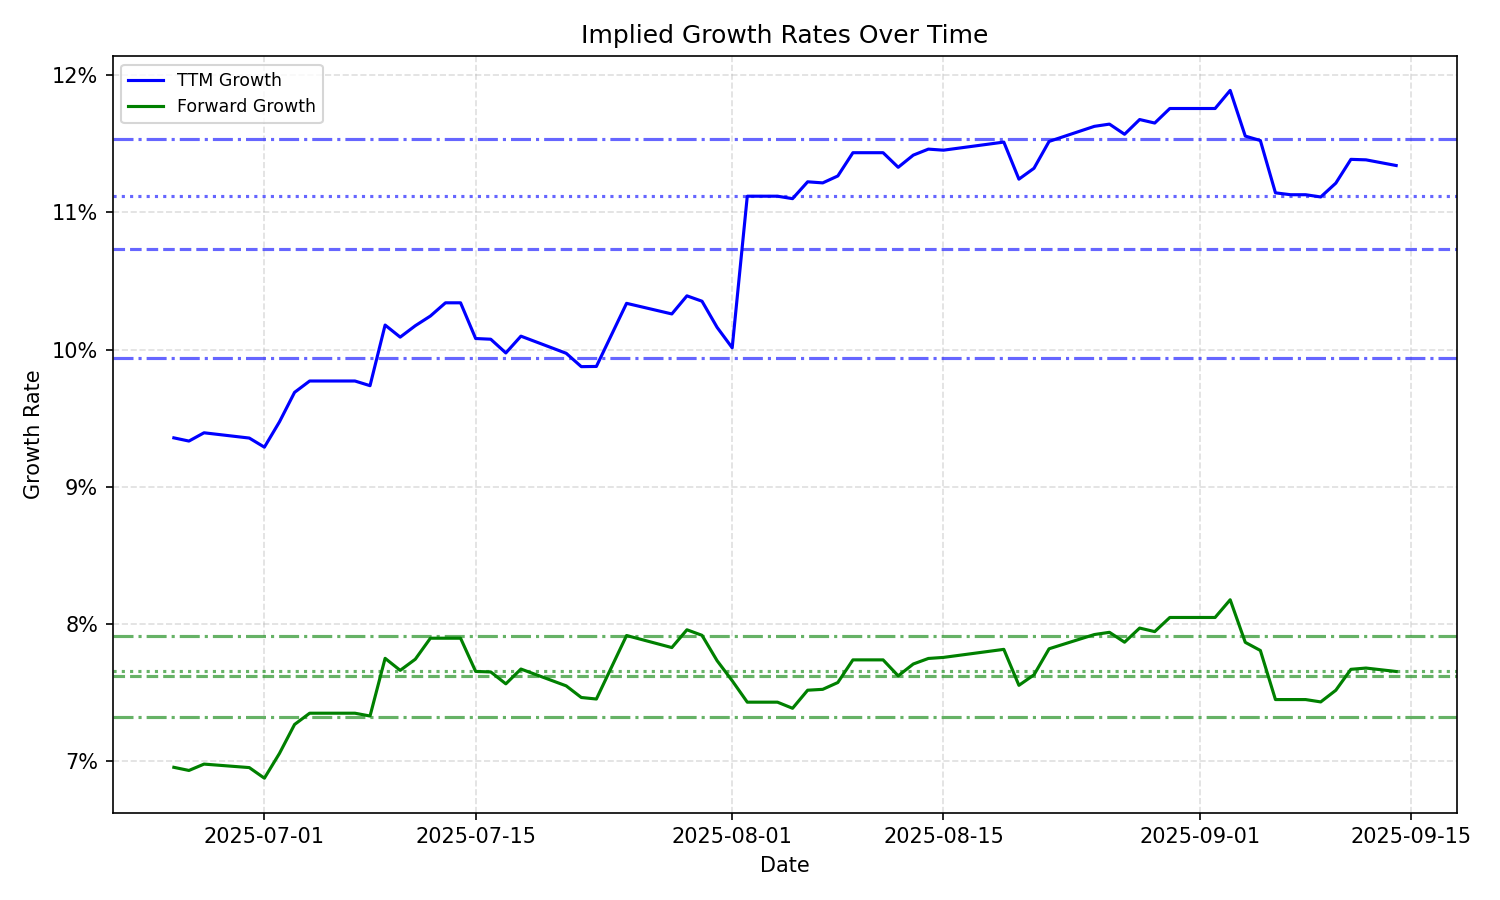 Implied Growth Rates Over Time
TTM Growth
Forward Growth
12%
11%
10%
9%
8%
7%
Growth Rate
2025-07-01
2025-07-15
2025-08-01
2025-08-15
2025-09-01
2025-09-15
Date